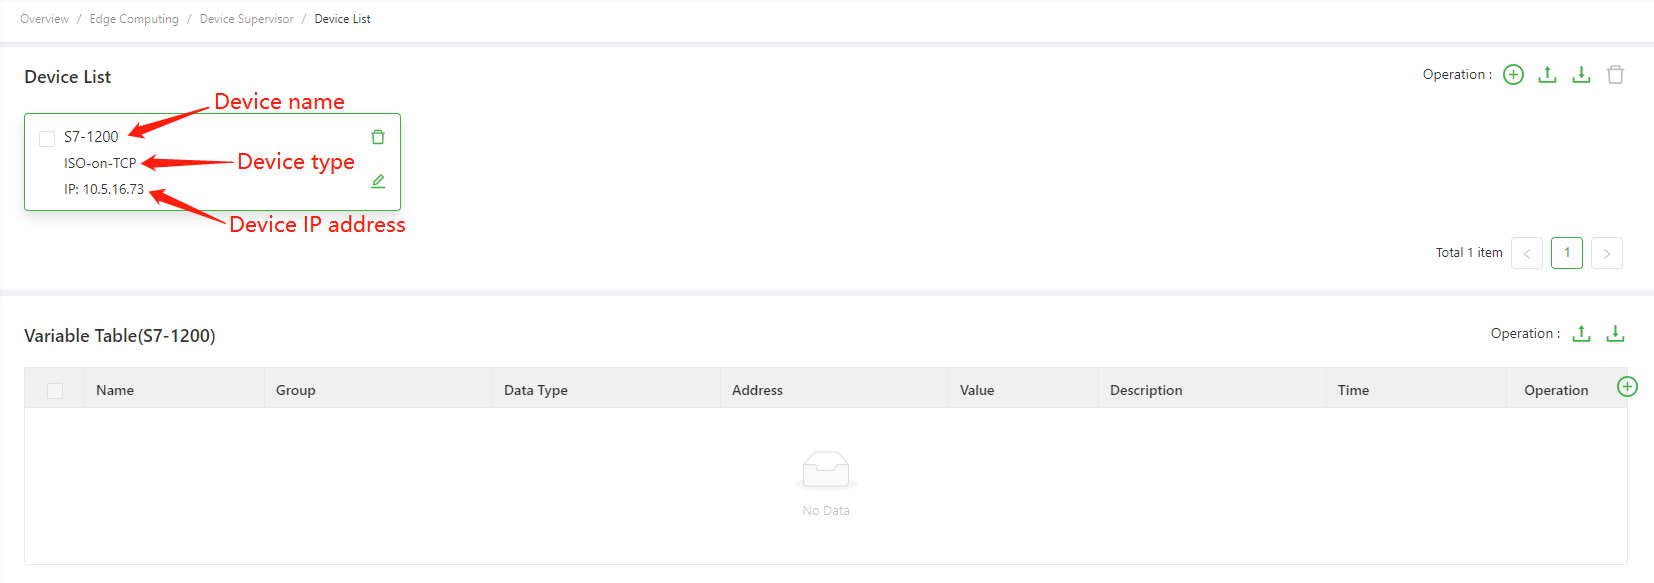 Overview / Edge Computing / Device Supervisor / Device List
Device List
Operation :
Device name
S7-1200
ISO-on-TCP
Device type
IP: 10.5.16.73
Device IP address
Total 1 item < 1 >
Variable Table(S7-1200)
Operation :
Name Group Data Type Address Value Description Time Operation
No Data